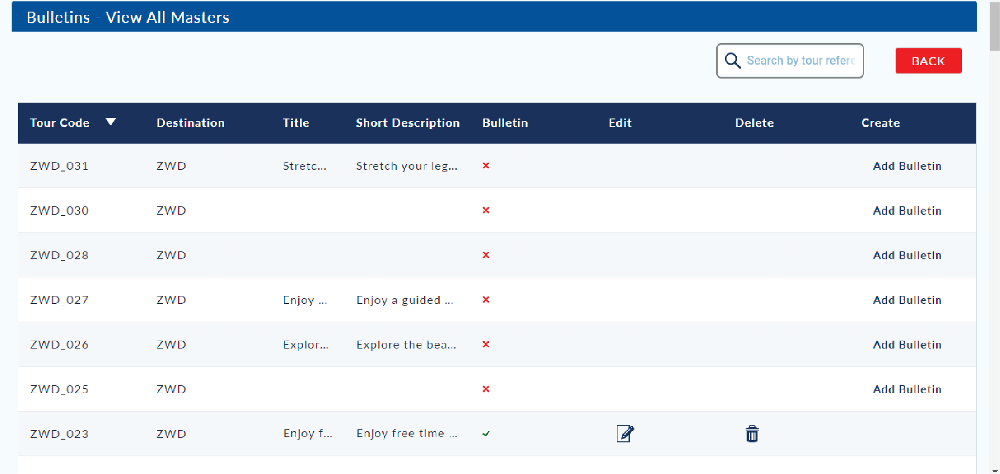 Bulletins - View All Masters
Search by tour refere
BACK
Tour Code Destination Title Short Description Bulletin Edit Delete Create
ZWD_031 ZWD Stretc... Stretch your leg... Add Bulletin
ZWD_030 ZWD Add Bulletin
ZWD_028 ZWD Add Bulletin
ZWD_027 ZWD Enjoy ... Enjoy a guided ... Add Bulletin
ZWD_026 ZWD Explor... Explore the bea... Add Bulletin
ZWD_025 ZWD Add Bulletin
ZWD_023 ZWD Enjoy f... Enjoy free time ...